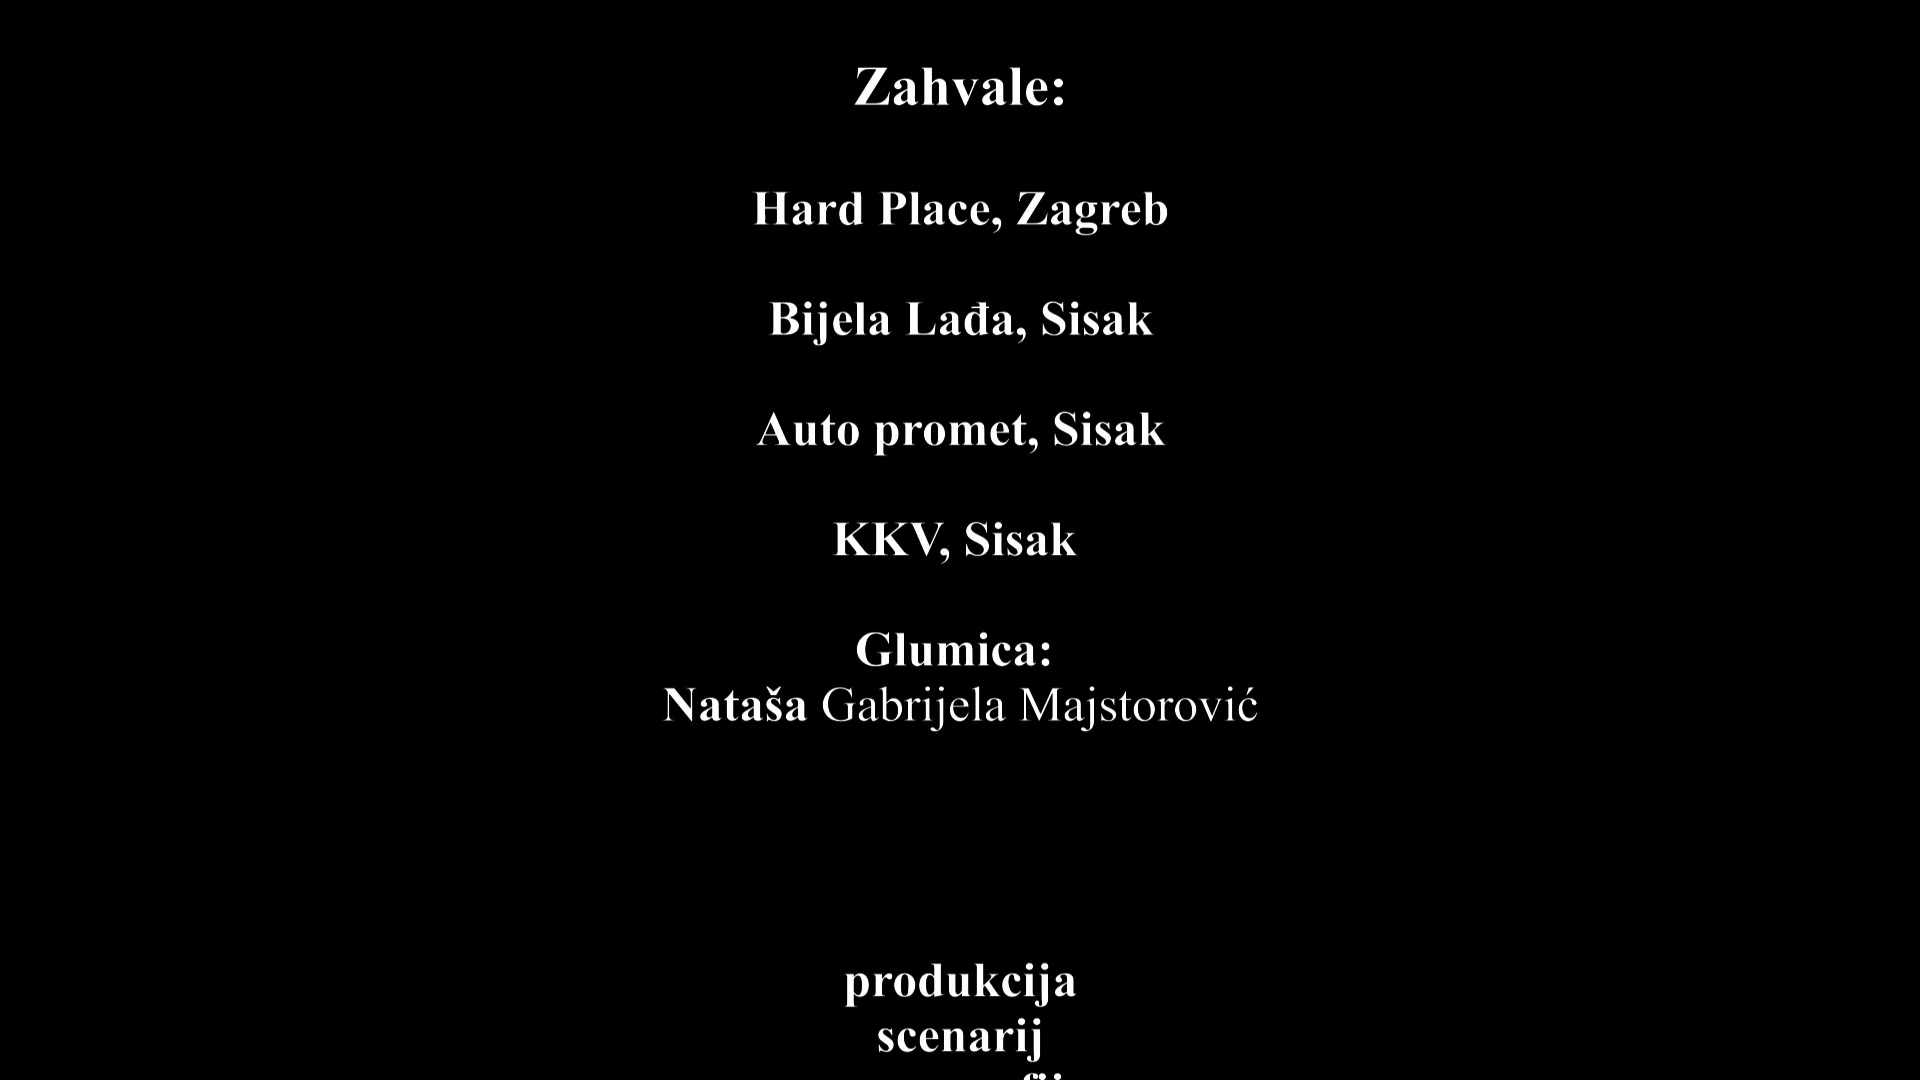 Zahvale:
Hard Place, Zagreb
Bijela Lađa, Sisak
Auto promet, Sisak
KKV, Sisak
Glumica:
Nataša Gabrijela Majstorović
produkcija
scenarij